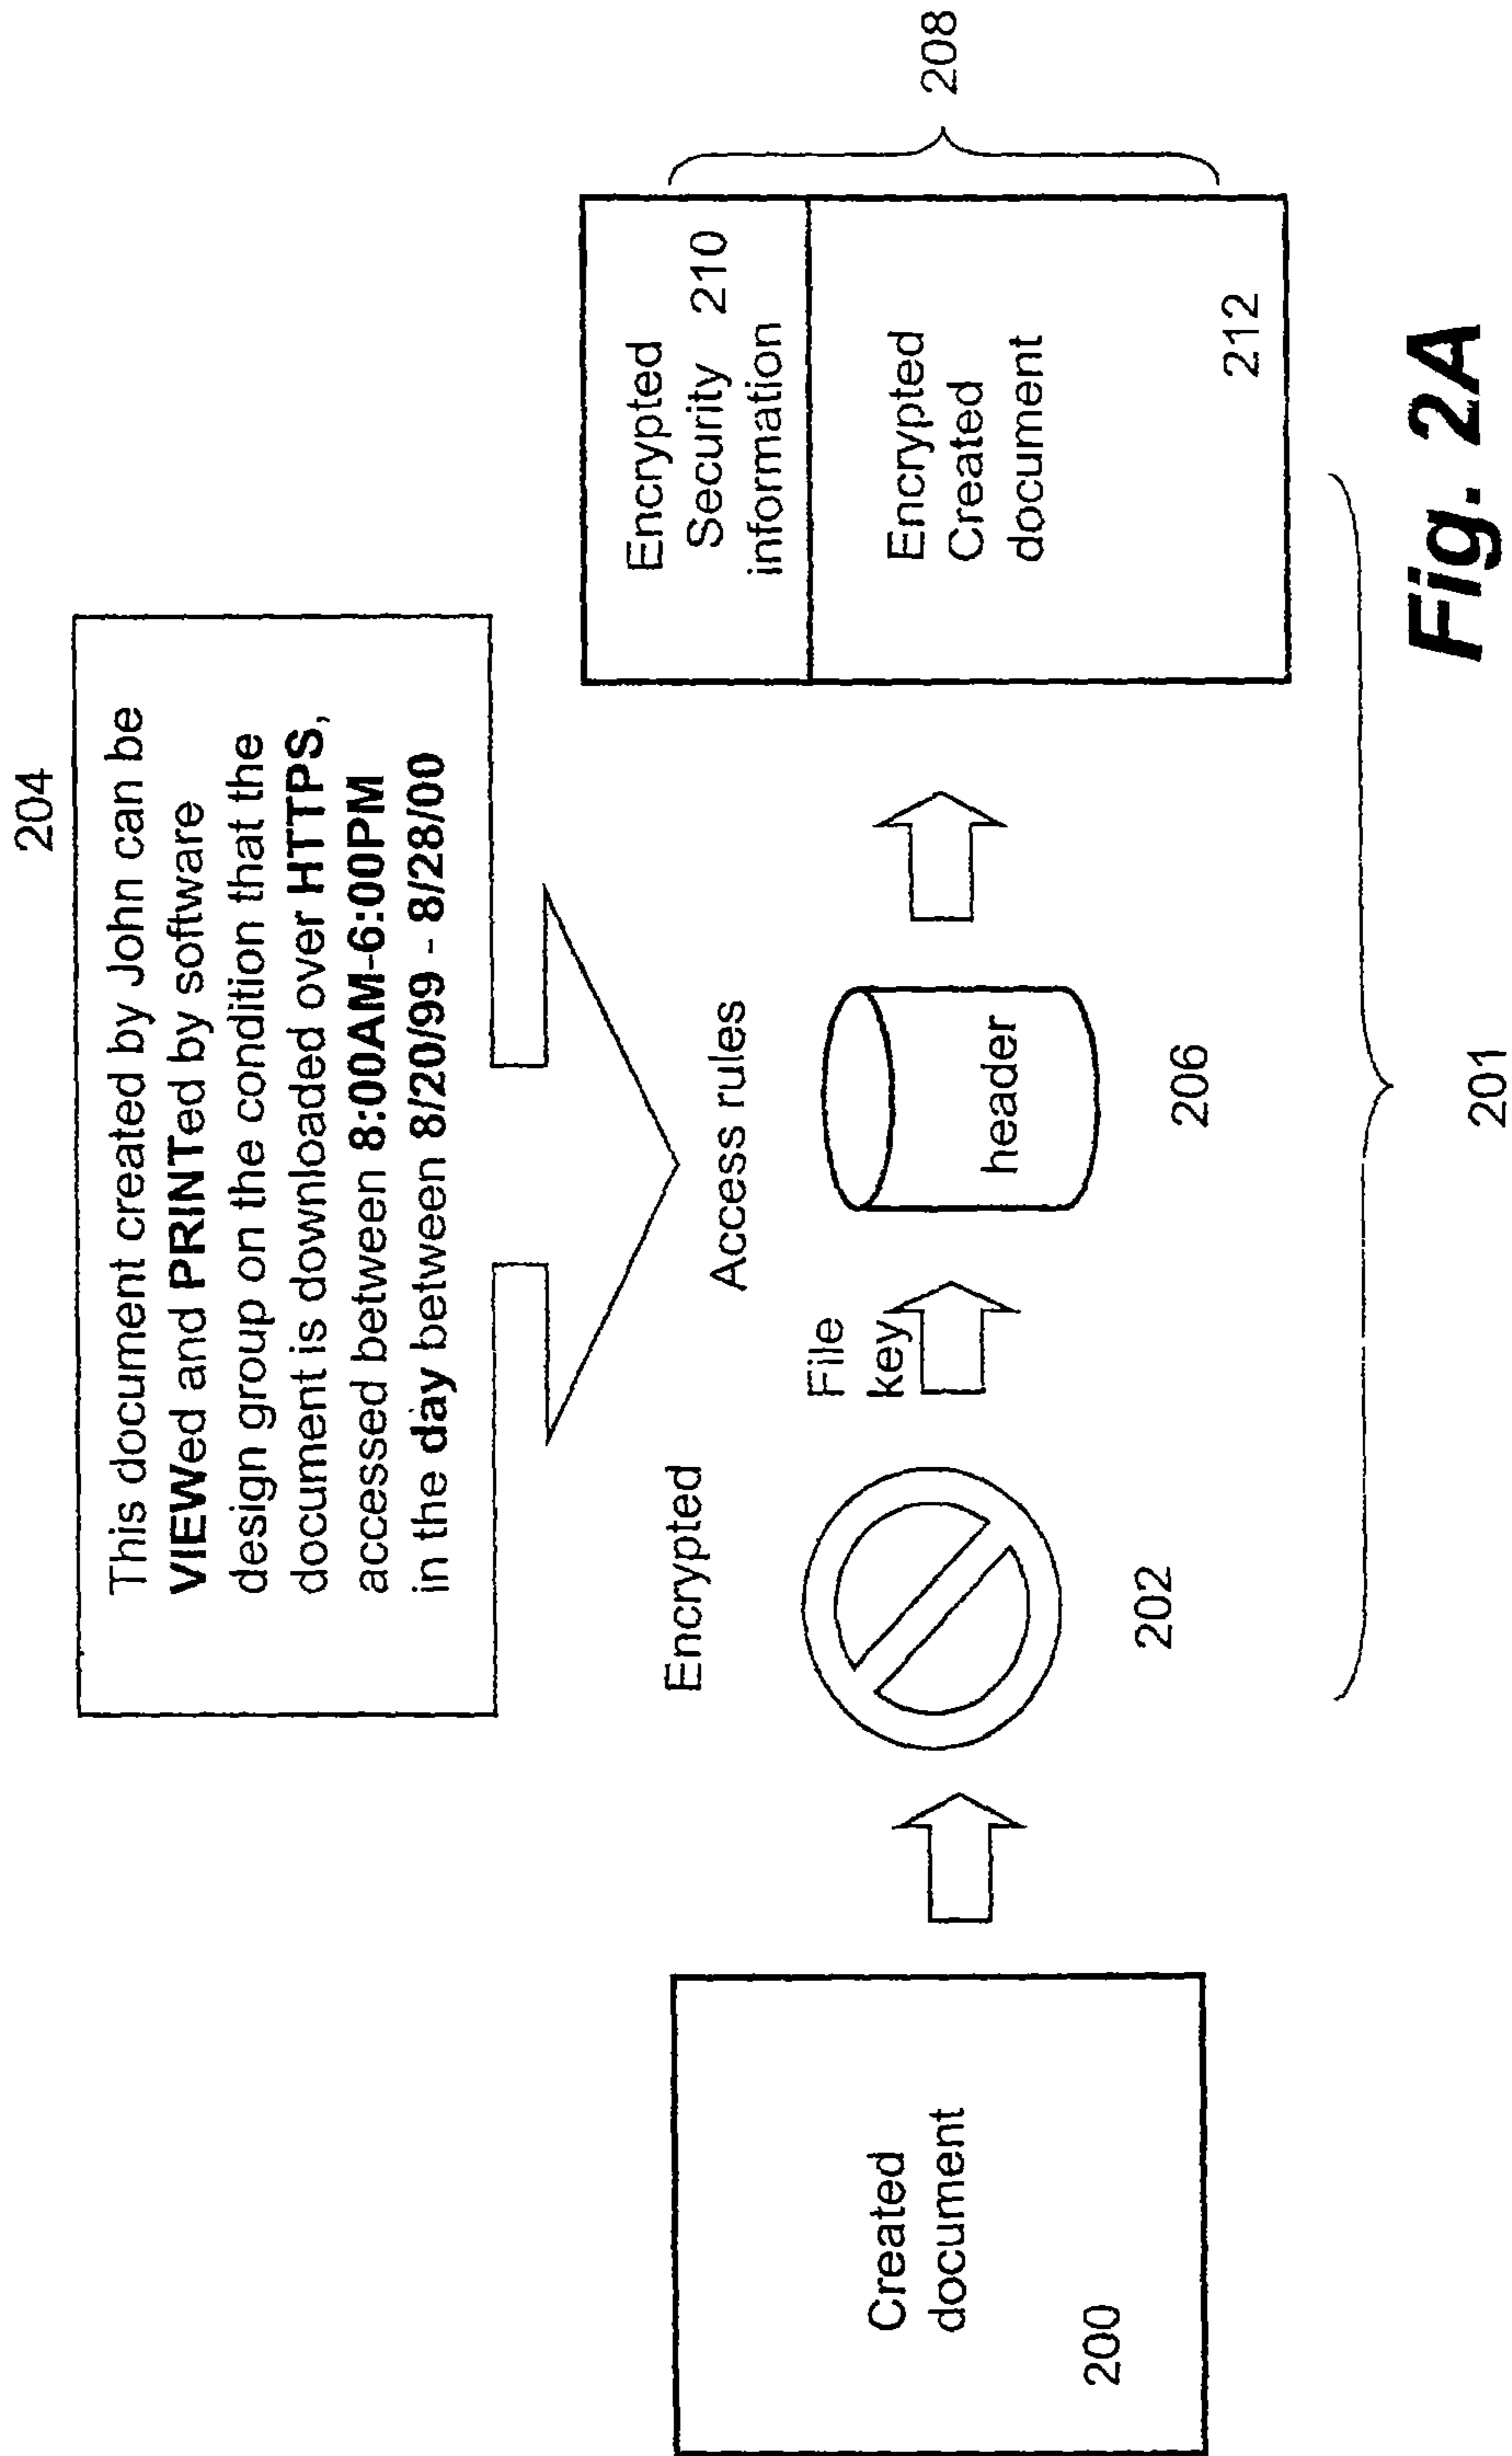 204
This document created by John can be
VIEWed and PRINTed by software
design group on the condition that the
document is downloaded over HTTPS,
accessed between 8:00AM-6:00PM
in the day between 8/20/99 - 8/28/00
Access rules
Encrypted
File
key
header
Created
document
200
202
206
Encrypted
Security 210
information
Encrypted
Created
document
212
208
201
Fig. 2A